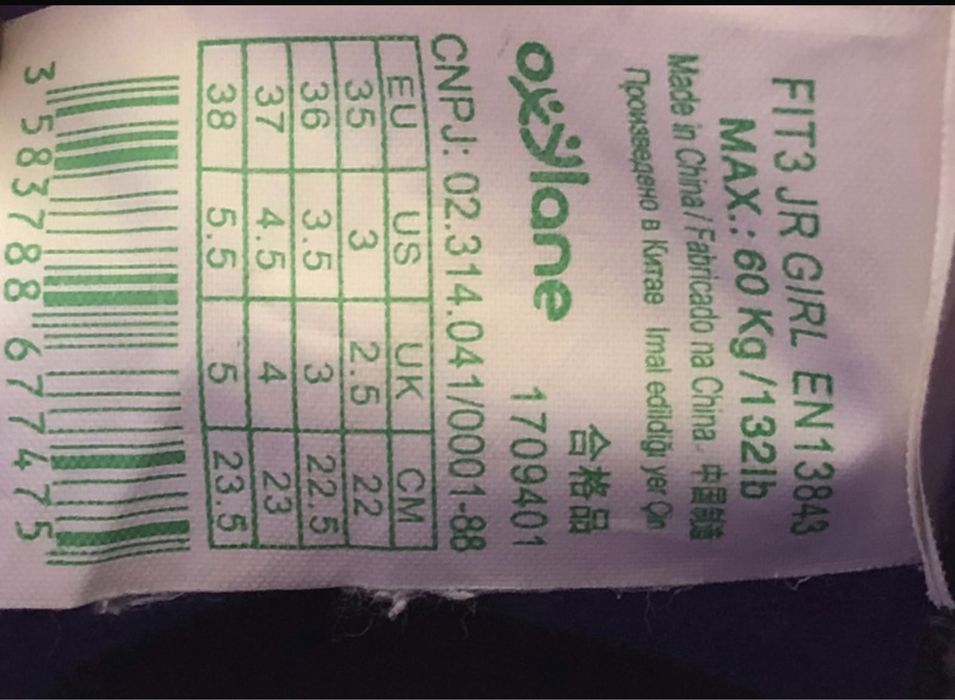 FIT3 JR GIRL EN13843
MAX.: 60 Kg / 132lb
Made in China / Fabricado na China 中国制造
Произведено в Китае Imal edildiği yer Çin
合格品
oxylane 1709401
CNPJ: 02.314.041/0001-88
EU US UK CM
35 3 2.5 22
36 3.5 3 22.5
37 4.5 4 23
38 5.5 5 23.5
3 583788 677475